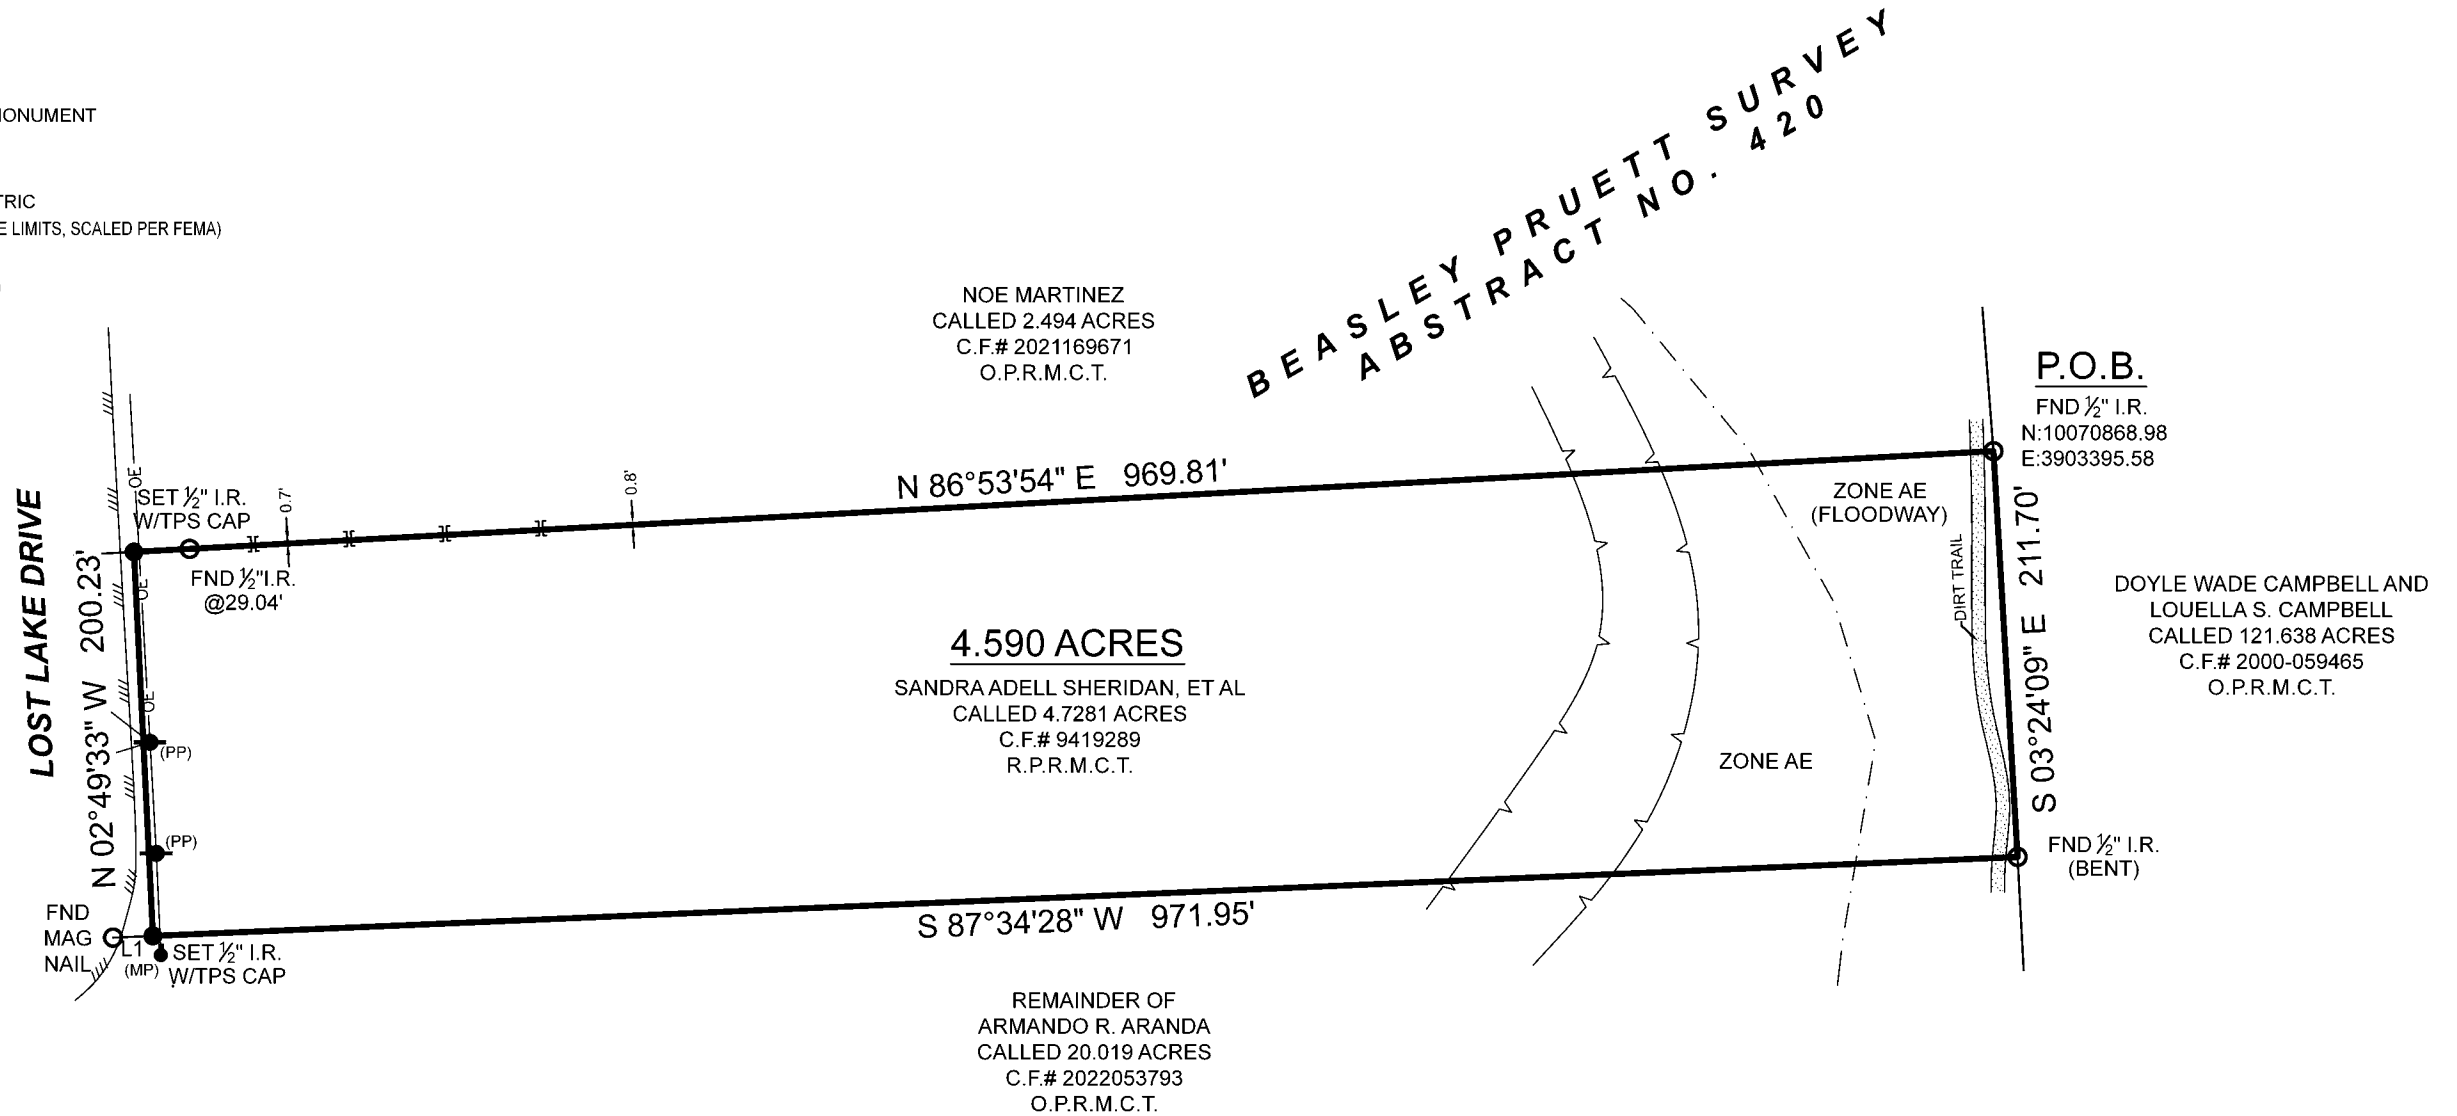 MONUMENT
TRIC
E LIMITS, SCALED PER FEMA)
BEASLEY PRUETT SURVEY
ABSTRACT NO. 420
NOE MARTINEZ
CALLED 2.494 ACRES
C.F.# 2021169671
O.P.R.M.C.T.
P.O.B.
FND ½" I.R.
N:10070868.98
E:3903395.58
N 86°53'54" E 969.81'
0.7'
0.8'
OE
SET ½" I.R.
W/TPS CAP
FND ½"I.R.
@29.04'
OE
OE
LOST LAKE DRIVE
N 02°49'33" W 200.23'
(PP)
(PP)
4.590 ACRES
SANDRA ADELL SHERIDAN, ET AL
CALLED 4.7281 ACRES
C.F.# 9419289
R.P.R.M.C.T.
ZONE AE
(FLOODWAY)
DIRT TRAIL
S 03°24'09" E 211.70'
ZONE AE
DOYLE WADE CAMPBELL AND
LOUELLA S. CAMPBELL
CALLED 121.638 ACRES
C.F.# 2000-059465
O.P.R.M.C.T.
FND ½" I.R.
(BENT)
FND
MAG
NAIL
L1
(MP)
SET ½" I.R.
W/TPS CAP
S 87°34'28" W 971.95'
REMAINDER OF
ARMANDO R. ARANDA
CALLED 20.019 ACRES
C.F.# 2022053793
O.P.R.M.C.T.